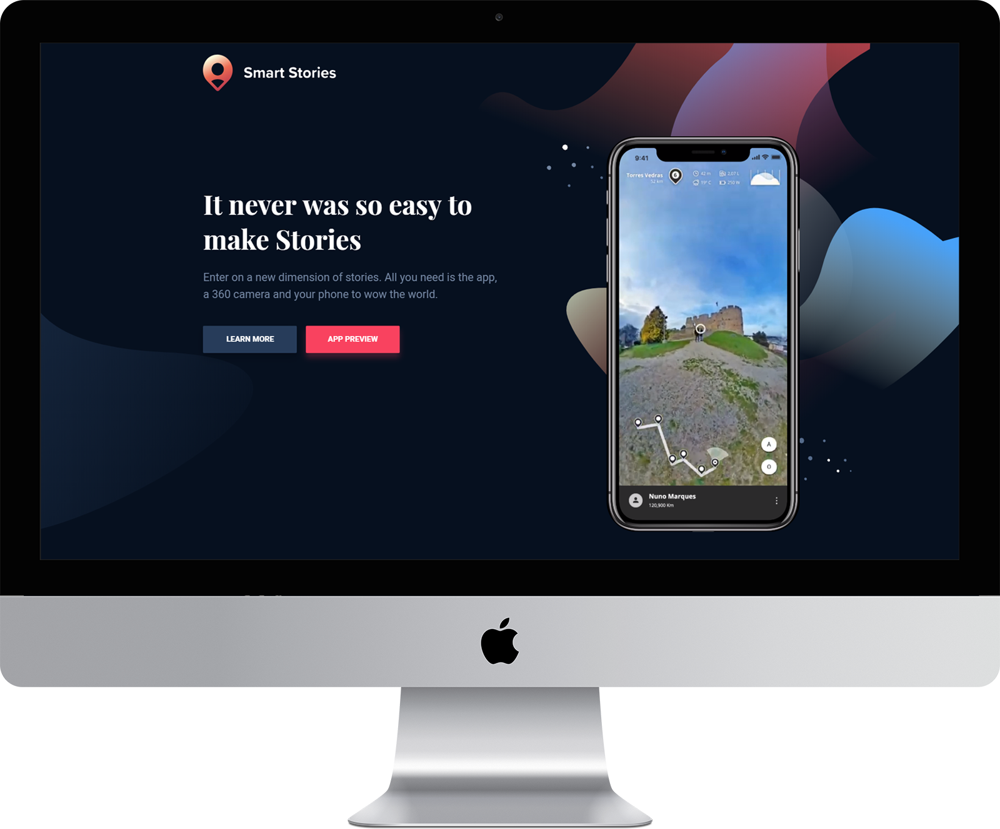 Smart Stories
It never was so easy to
make Stories
Enter on a new dimension of stories. All you need is the app,
a 360 camera and your phone to wow the world.
LEARN MORE
APP PREVIEW
9:41
Torres Vedras
52 km
6
42 m
2,07 L
19° C
250 W
A
O
Nuno Marques
120,900 Km